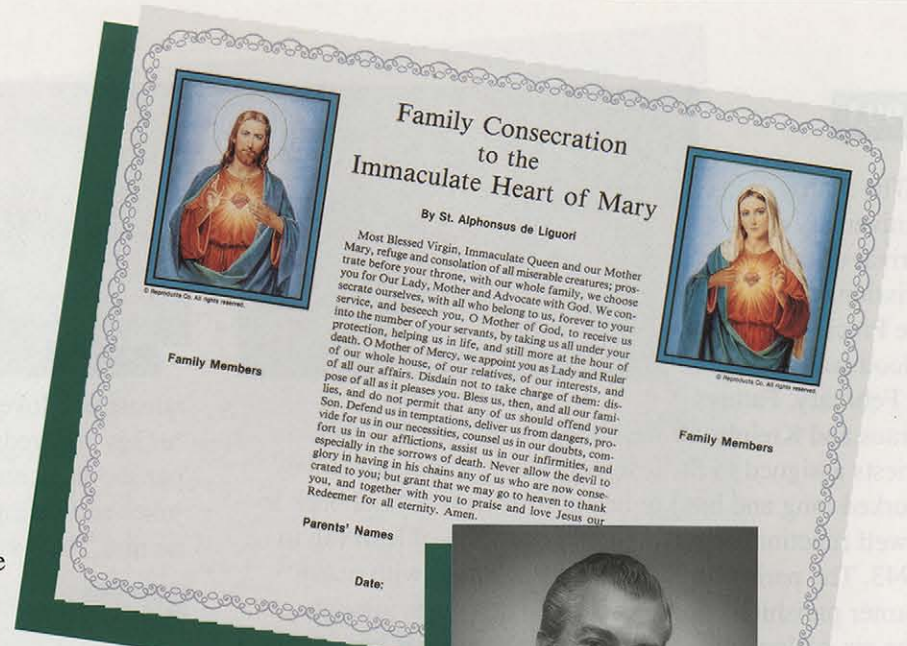 Family Consecration
to the
Immaculate Heart of Mary
By St. Alphonsus de Liguori
Most Blessed Virgin, Immaculate Queen and our Mother
Mary, refuge and consolation of all miserable creatures; pros-
trate before your throne, with our whole family, we choose
you for Our Lady, Mother and Advocate with God. We con-
secrate ourselves, with all who belong to us, forever to your
service, and beseech you, O Mother of God, to receive us
into the number of your servants, by taking us all under your
protection, helping us in life, and still more at the hour of
death. O Mother of Mercy, we appoint you as Lady and Ruler
of our whole house, of our relatives, of our interests, and
of all our affairs. Disdain not to take charge of them: dis-
pose of all as it pleases you. Bless us, then, and all our fami-
lies, and do not permit that any of us should offend your
Son. Defend us in temptations, deliver us from dangers, pro-
vide for us in our necessities, counsel us in our doubts, com-
fort us in our afflictions, assist us in our infirmities, and
especially in the sorrows of death. Never allow the devil to
glory in having in his chains any of us who are now conse-
crated to you; but grant that we may go to heaven to thank
you, and together with you to praise and love Jesus our
Redeemer for all eternity. Amen.
© Reproducta Co. All rights reserved.
Family Members
© Reproducta Co. All rights reserved.
Family Members
Parents' Names
Date: